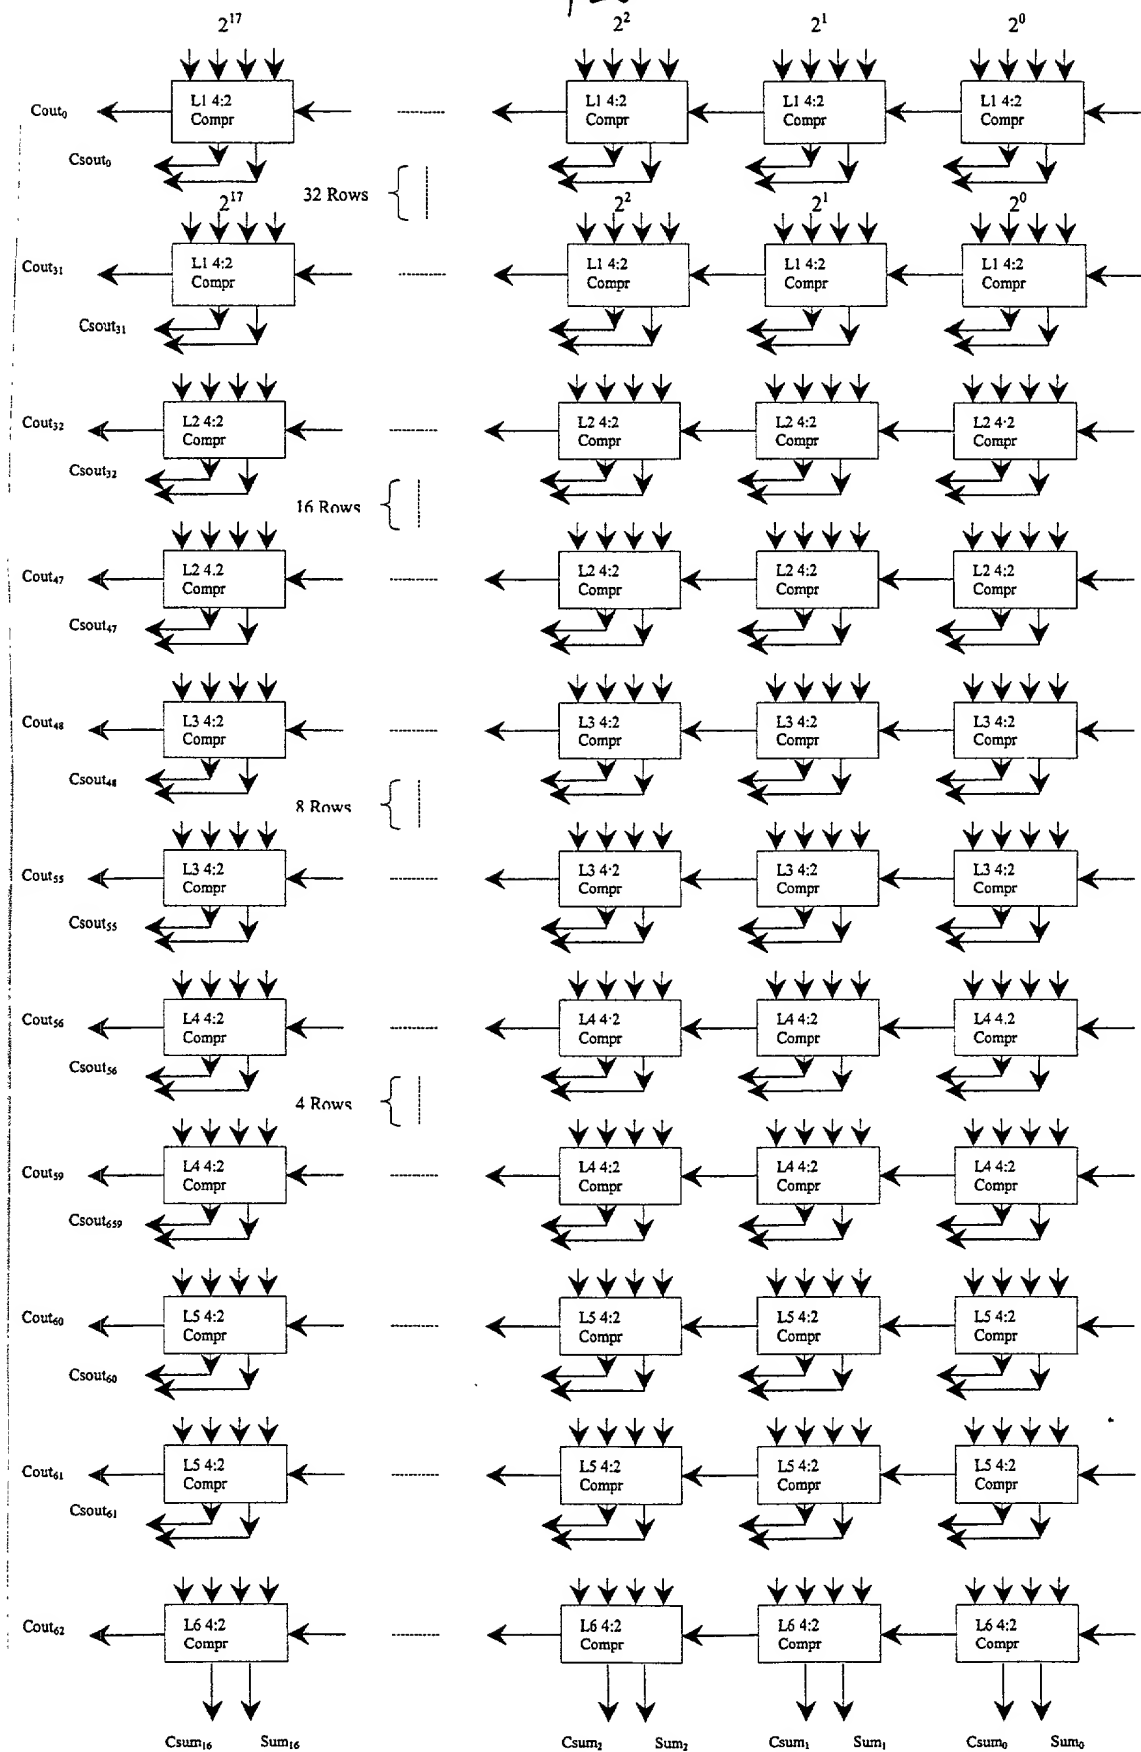 2^17 2^2 2^1 2^0
L1 4:2 Compr L1 4:2 Compr L1 4:2 Compr L1 4:2 Compr
Cout0
Csout0
32 Rows
2^17 2^2 2^1 2^0
L1 4:2 Compr L1 4:2 Compr L1 4:2 Compr L1 4:2 Compr
Cout31
Csout31
L2 4:2 Compr L2 4:2 Compr L2 4:2 Compr L2 4·2 Compr
Cout32
Csout32
16 Rows
L2 4.2 Compr L2 4:2 Compr L2 4:2 Compr L2 4:2 Compr
Cout47
Csout47
L3 4:2 Compr L3 4:2 Compr L3 4:2 Compr L3 4:2 Compr
Cout48
Csout48
8 Rows
L3 4:2 Compr L3 4·2 Compr L3 4:2 Compr L3 4:2 Compr
Cout55
Csout55
L4 4:2 Compr L4 4·2 Compr L4 4:2 Compr L4 4.2 Compr
Cout56
Csout56
4 Rows
L4 4:2 Compr L4 4:2 Compr L4 4:2 Compr L4 4:2 Compr
Cout59
Csout659
L5 4:2 Compr L5 4:2 Compr L5 4:2 Compr L5 4:2 Compr
Cout60
Csout60
L5 4:2 Compr L5 4:2 Compr L5 4:2 Compr L5 4:2 Compr
Cout61
Csout61
L6 4:2 Compr L6 4:2 Compr L6 4:2 Compr L6 4:2 Compr
Cout62
Csum16 Sum16 Csum2 Sum2 Csum1 Sum1 Csum0 Sum0